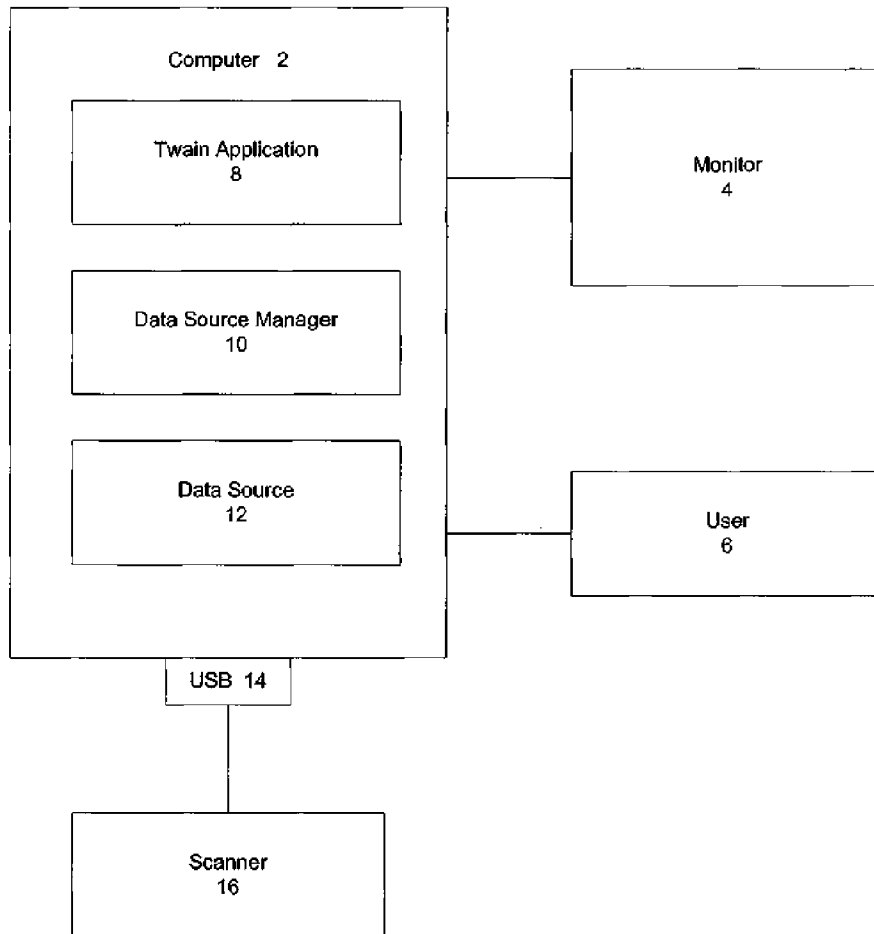 Computer 2
Twain Application
8
Monitor
4
Data Source Manager
10
Data Source
12
User
6
USB 14
Scanner
16